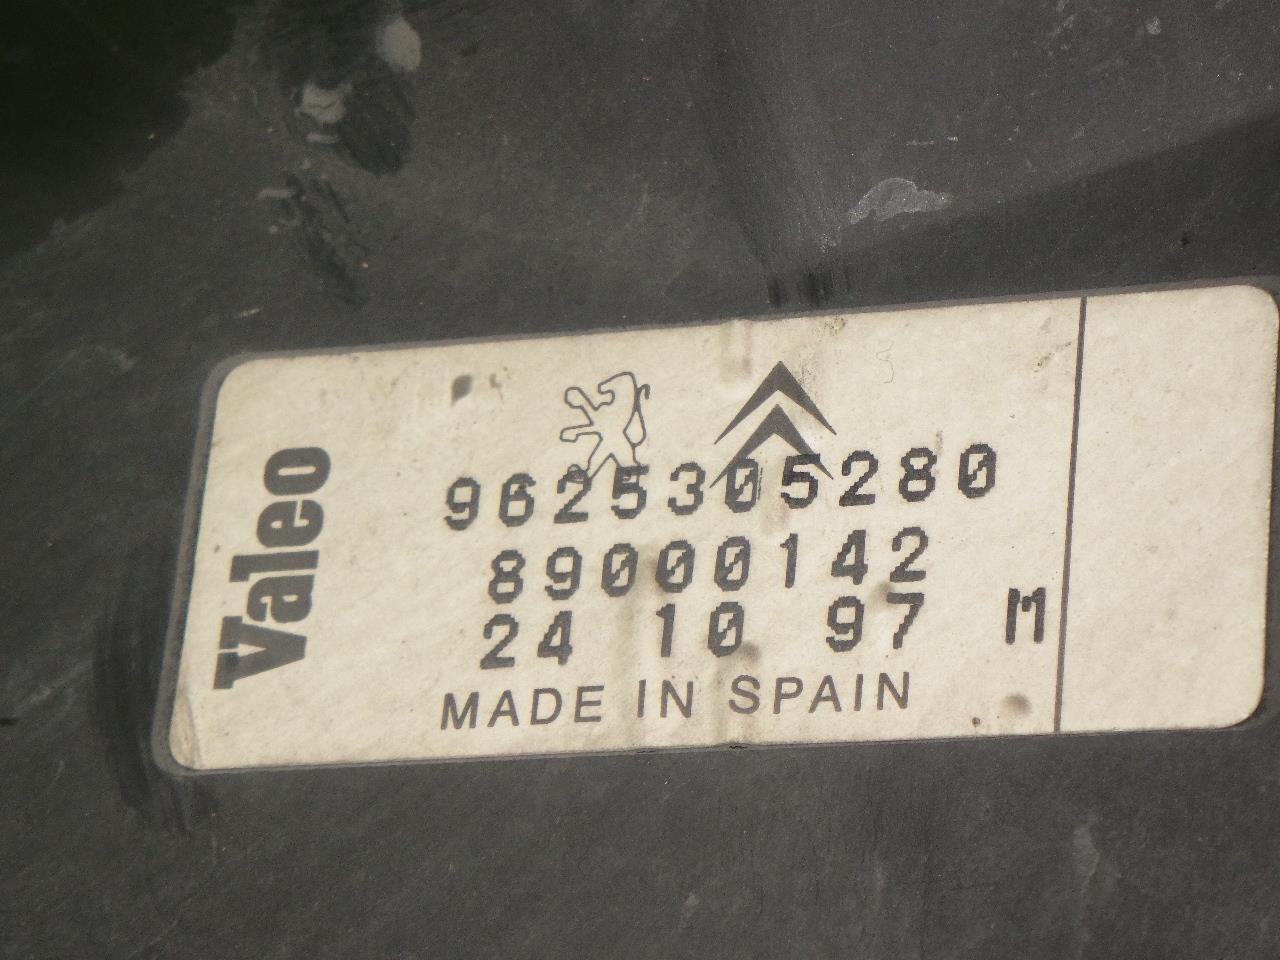 Valeo
9625305280
89000142
24 10 97 M
MADE IN SPAIN